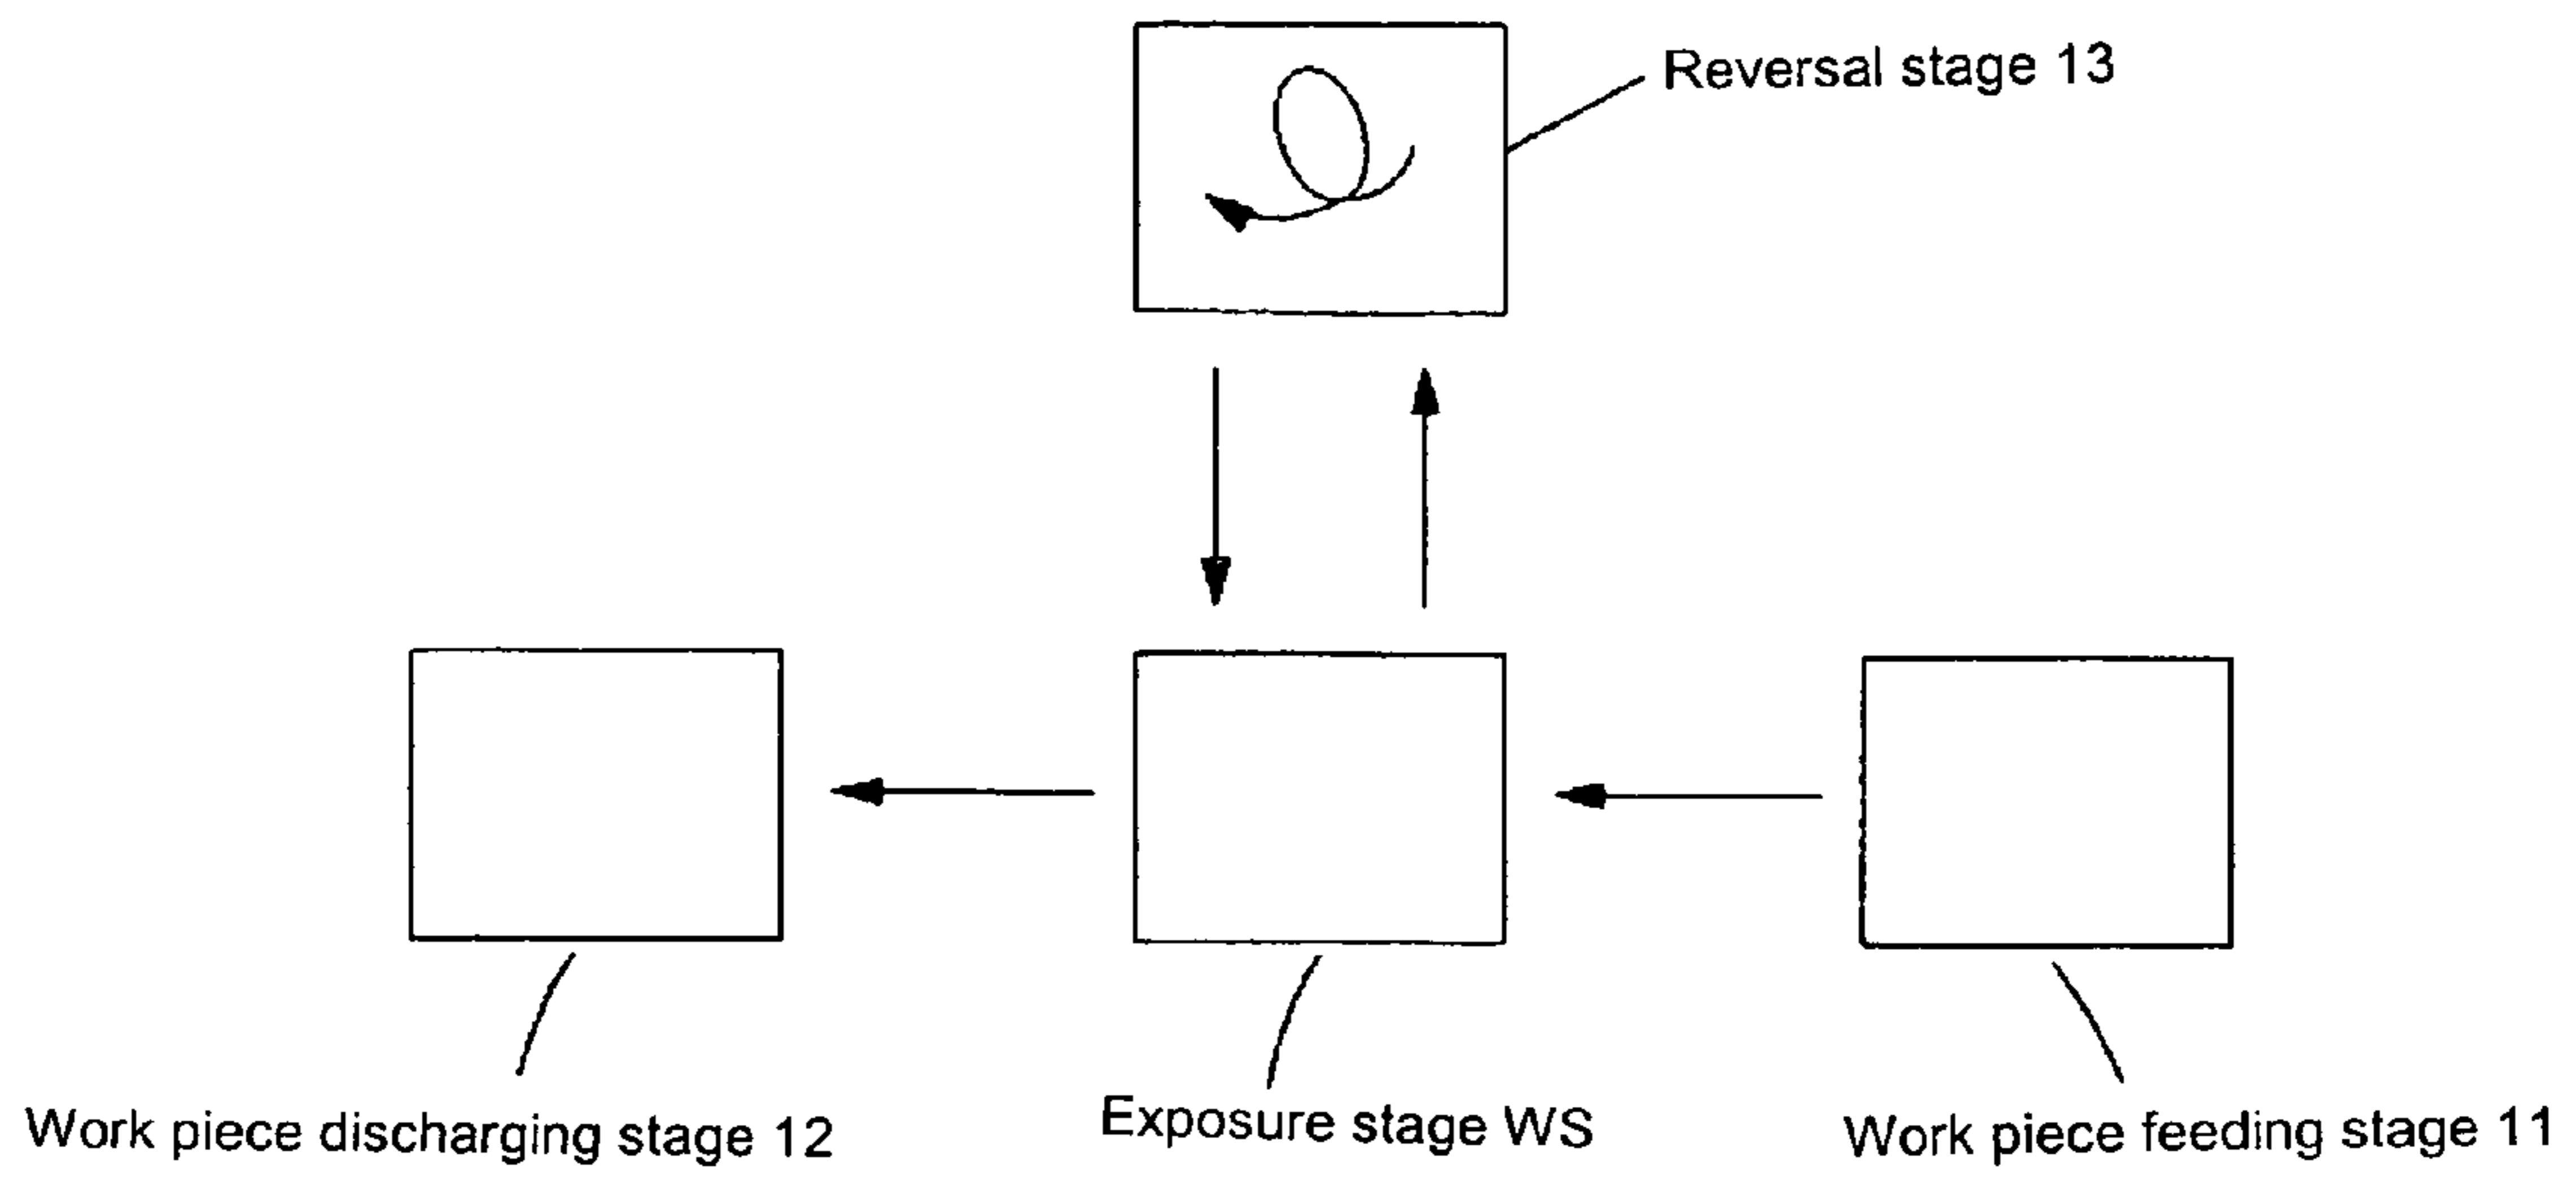 Reversal stage 13
Work piece discharging stage 12
Exposure stage WS
Work piece feeding stage 11